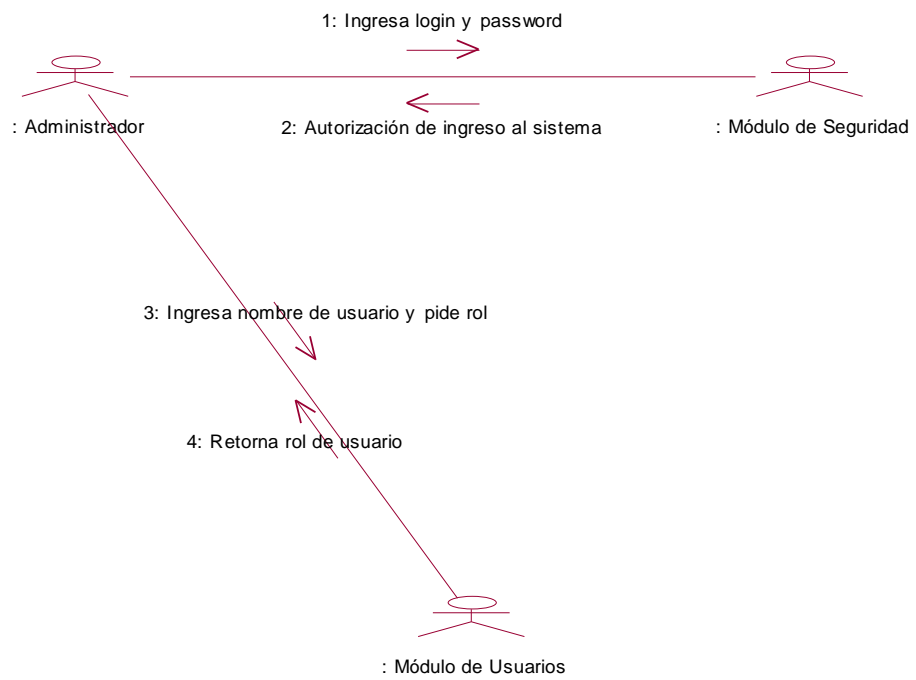 1: Ingresa login y password
: Administrador
2: Autorización de ingreso al sistema
: Módulo de Seguridad
3: Ingresa nombre de usuario y pide rol
4: Retorna rol de usuario
: Módulo de Usuarios